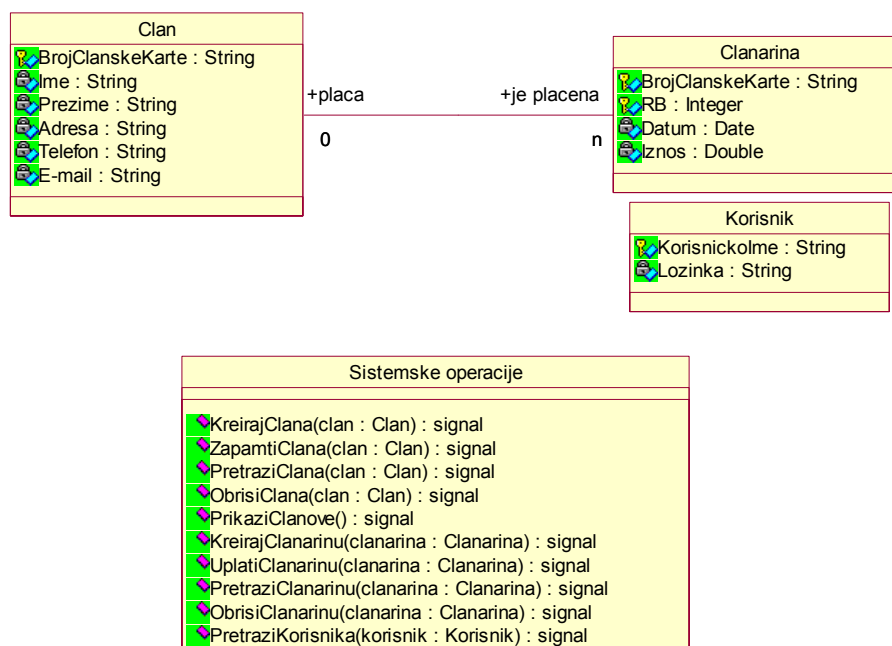 Clan
BrojClanskeKarte : String
Ime : String
Prezime : String
Adresa : String
Telefon : String
E-mail : String
+placa
+je placena
0
n
Clanarina
BrojClanskeKarte : String
RB : Integer
Datum : Date
Iznos : Double
Korisnik
KorisnickoIme : String
Lozinka : String
Sistemske operacije
KreirajClana(clan : Clan) : signal
ZapamtiClana(clan : Clan) : signal
PretraziClana(clan : Clan) : signal
ObrisiClana(clan : Clan) : signal
PrikaziClanove() : signal
KreirajClanarinu(clanarina : Clanarina) : signal
UplatiClanarinu(clanarina : Clanarina) : signal
PretraziClanarinu(clanarina : Clanarina) : signal
ObrisiClanarinu(clanarina : Clanarina) : signal
PretraziKorisnika(korisnik : Korisnik) : signal